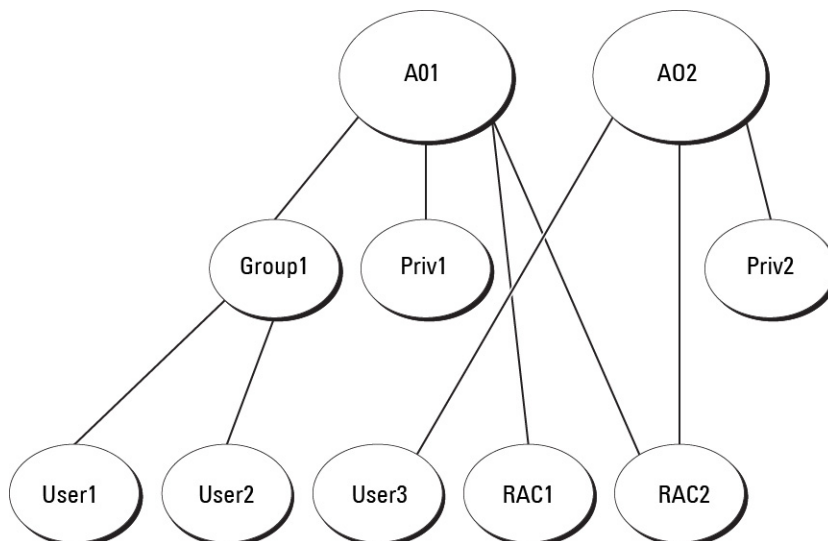 A01
AO2
Group1
Priv1
Priv2
User1
User2
User3
RAC1
RAC2